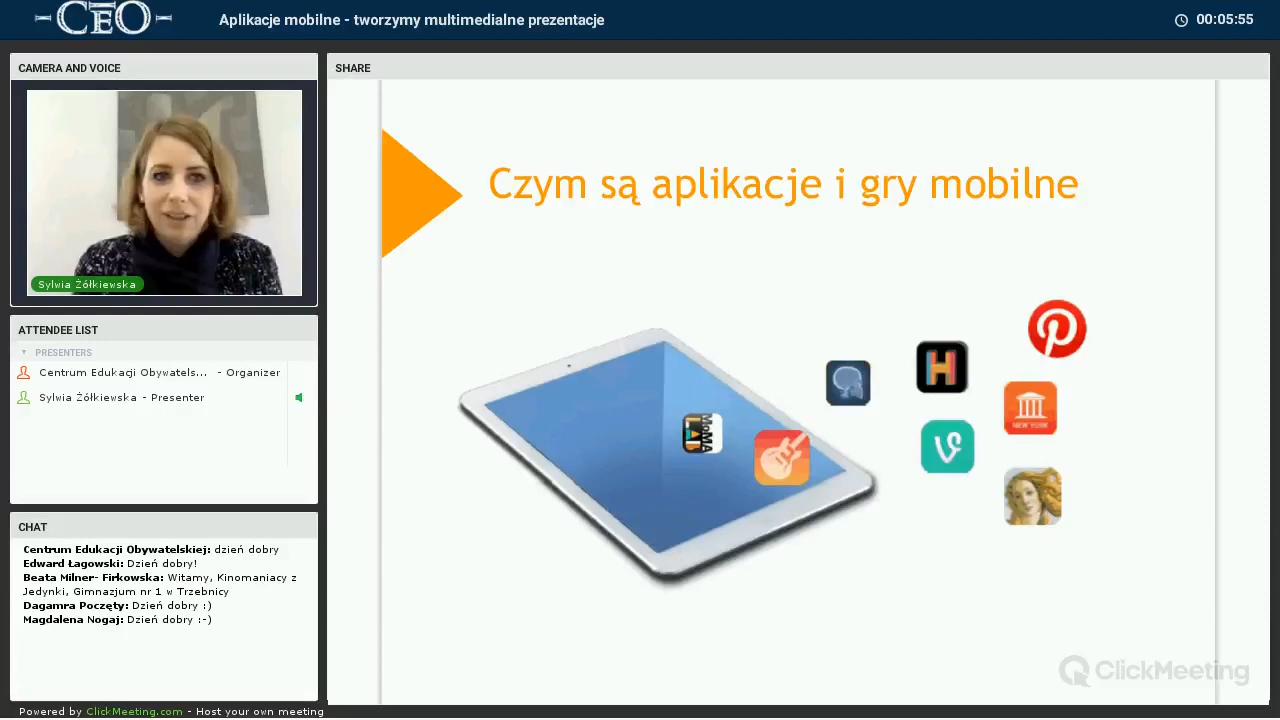 CEO
Aplikacje mobilne - tworzymy multimedialne prezentacje
00:05:55
CAMERA AND VOICE
Sylwia Żółkiewska
ATTENDEE LIST
PRESENTERS
Centrum Edukacji Obywatels... - Organizer
Sylwia Żółkiewska - Presenter
CHAT
Centrum Edukacji Obywatelskiej: dzień dobry
Edward Łagowski: Dzień dobry!
Beata Milner- Firkowska: Witamy, Kinomaniacy z
Jedynki, Gimnazjum nr 1 w Trzebnicy
Dagamra Poczęty: Dzień dobry :)
Magdalena Nogaj: Dzień dobry :-)
Powered by ClickMeeting.com - Host your own meeting
SHARE
Czym są aplikacje i gry mobilne
H
NEW YORK
MoMA
ClickMeeting